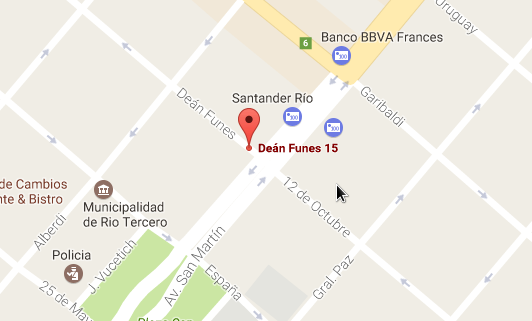 Uruguay
Banco BBVA Frances
6
Santander Río
Deán Funes
Garibaldi
Deán Funes 15
de Cambios
nte & Bistro
Municipalidad
de Rio Tercero
12 de Octubre
Alberdi
Policia
J. Vucetich
Av. San Martín
España
Gral. Paz
25 de Mayo